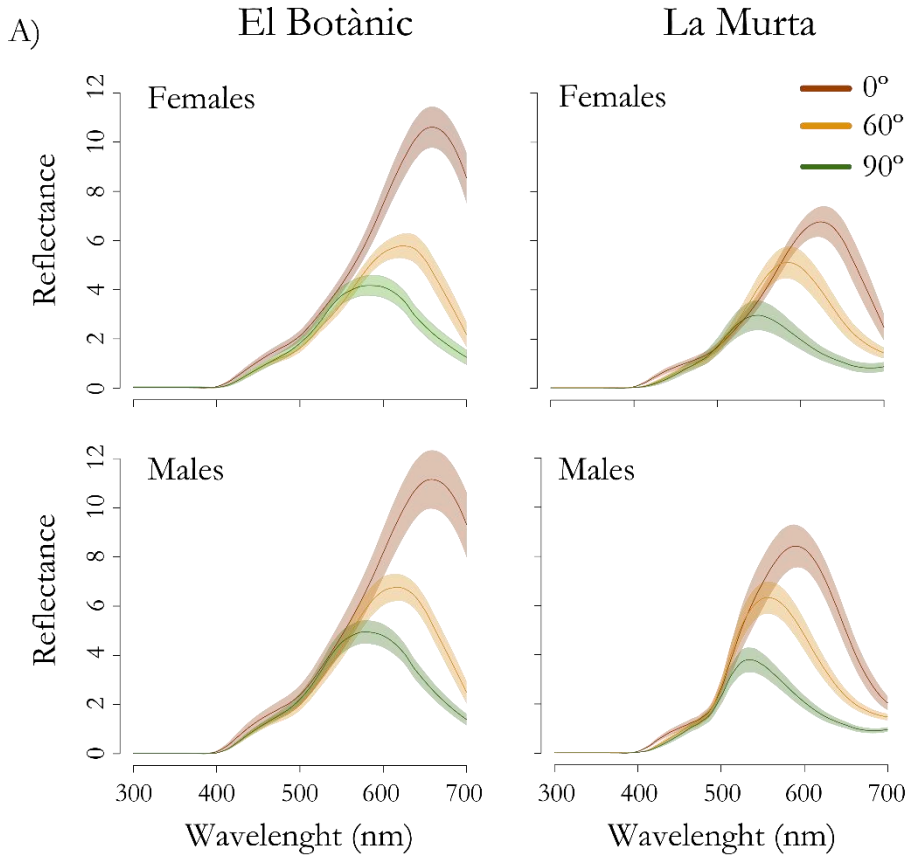 A)
El Botànic
La Murta
Females
Females
0º
60º
90º
12
10
8
6
4
2
0
Reflectance
Males
Males
12
10
8
6
4
2
0
Reflectance
300 400 500 600 700
300 400 500 600 700
Wavelenght (nm)
Wavelenght (nm)